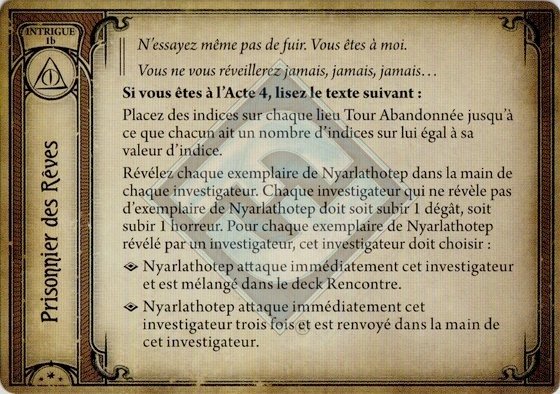 INTRIGUE
1b
Prisonnier des Rêves
N'essayez même pas de fuir. Vous êtes à moi.
Vous ne vous réveillerez jamais, jamais, jamais…
Si vous êtes à l'Acte 4, lisez le texte suivant :
Placez des indices sur chaque lieu Tour Abandonnée jusqu'à
ce que chacun ait un nombre d'indices sur lui égal à sa
valeur d'indice.
Révélez chaque exemplaire de Nyarlathotep dans la main de
chaque investigateur. Chaque investigateur qui ne révèle pas
d'exemplaire de Nyarlathotep doit soit subir 1 dégât, soit
subir 1 horreur. Pour chaque exemplaire de Nyarlathotep
révélé par un investigateur, cet investigateur doit choisir :
Nyarlathotep attaque immédiatement cet investigateur
et est mélangé dans le deck Rencontre.
Nyarlathotep attaque immédiatement cet
investigateur trois fois et est renvoyé dans la main de
cet investigateur.